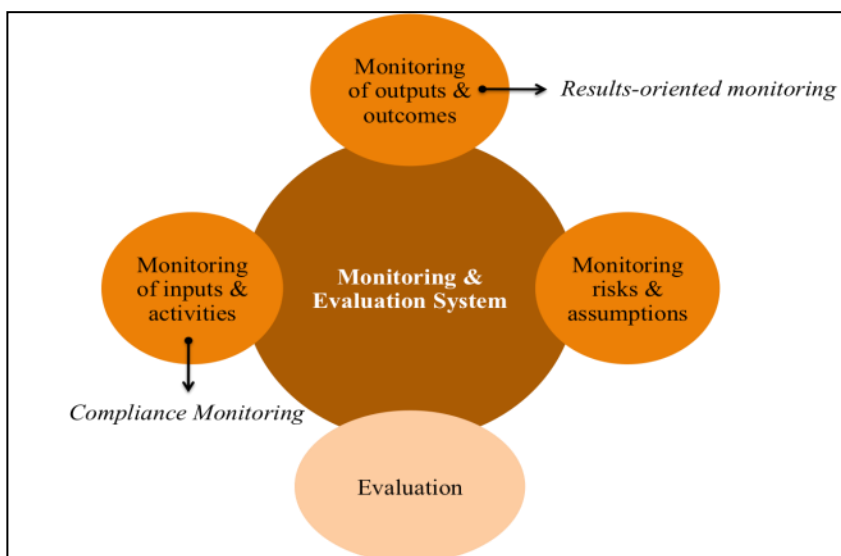 Monitoring
of outputs &
outcomes
Results-oriented monitoring
Monitoring
of inputs &
activities
Monitoring &
Evaluation System
Monitoring
risks &
assumptions
Compliance Monitoring
Evaluation